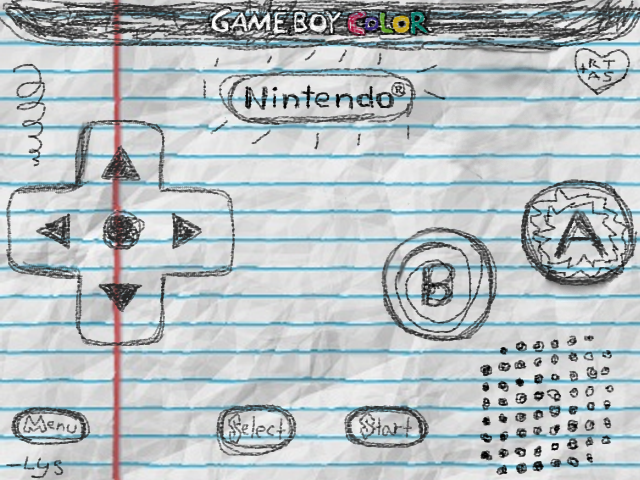 GAME BOY COLOR
+RT
AS
Nintendo®
A
B
Menu
Select
Start
-Lys